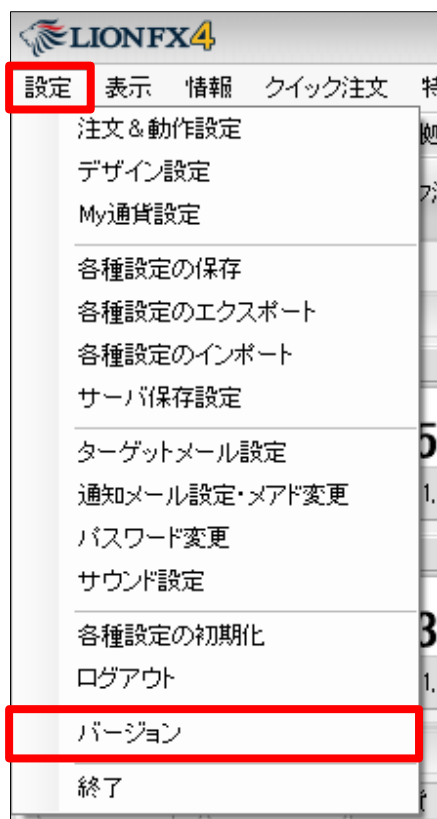 LION FX4
設定 表示 情報 クイック注文
注文&動作設定
デザイン設定
My通貨設定
各種設定の保存
各種設定のエクスポート
各種設定のインポート
サーバ保存設定
ターゲットメール設定
通知メール設定・メアド変更
パスワード変更
サウンド設定
各種設定の初期化
ログアウト
バージョン
終了
5
1.
3
1.